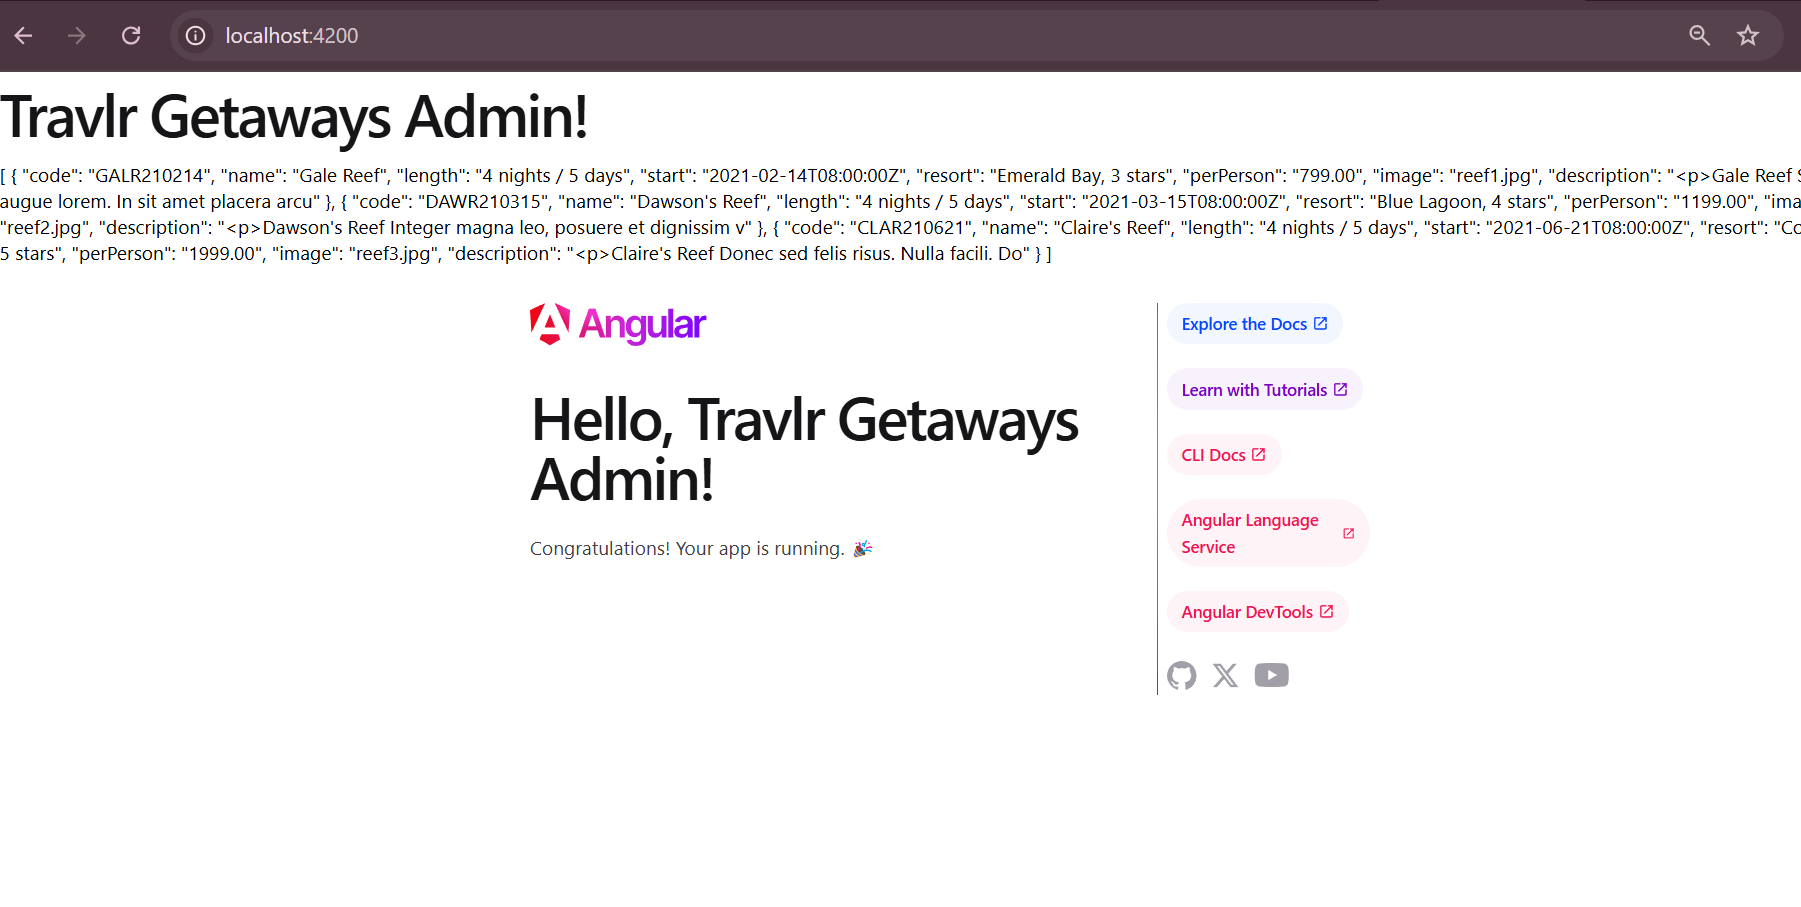 localhost:4200
Travlr Getaways Admin!
[ { "code": "GALR210214", "name": "Gale Reef", "length": "4 nights / 5 days", "start": "2021-02-14T08:00:00Z", "resort": "Emerald Bay, 3 stars", "perPerson": "799.00", "image": "reef1.jpg", "description": "<p>Gale Reef
augue lorem. In sit amet placera arcu" }, { "code": "DAWR210315", "name": "Dawson's Reef", "length": "4 nights / 5 days", "start": "2021-03-15T08:00:00Z", "resort": "Blue Lagoon, 4 stars", "perPerson": "1199.00",
"reef2.jpg", "description": "<p>Dawson's Reef Integer magna leo, posuere et dignissim v" }, { "code": "CLAR210621", "name": "Claire's Reef", "length": "4 nights / 5 days", "start": "2021-06-21T08:00:00Z", "resort":
5 stars", "perPerson": "1999.00", "image": "reef3.jpg", "description": "<p>Claire's Reef Donec sed felis risus. Nulla facili. Do" } ]
Angular
Hello, Travlr Getaways
Admin!
Congratulations! Your app is running. 🎉
Explore the Docs
Learn with Tutorials
CLI Docs
Angular Language
Service
Angular DevTools